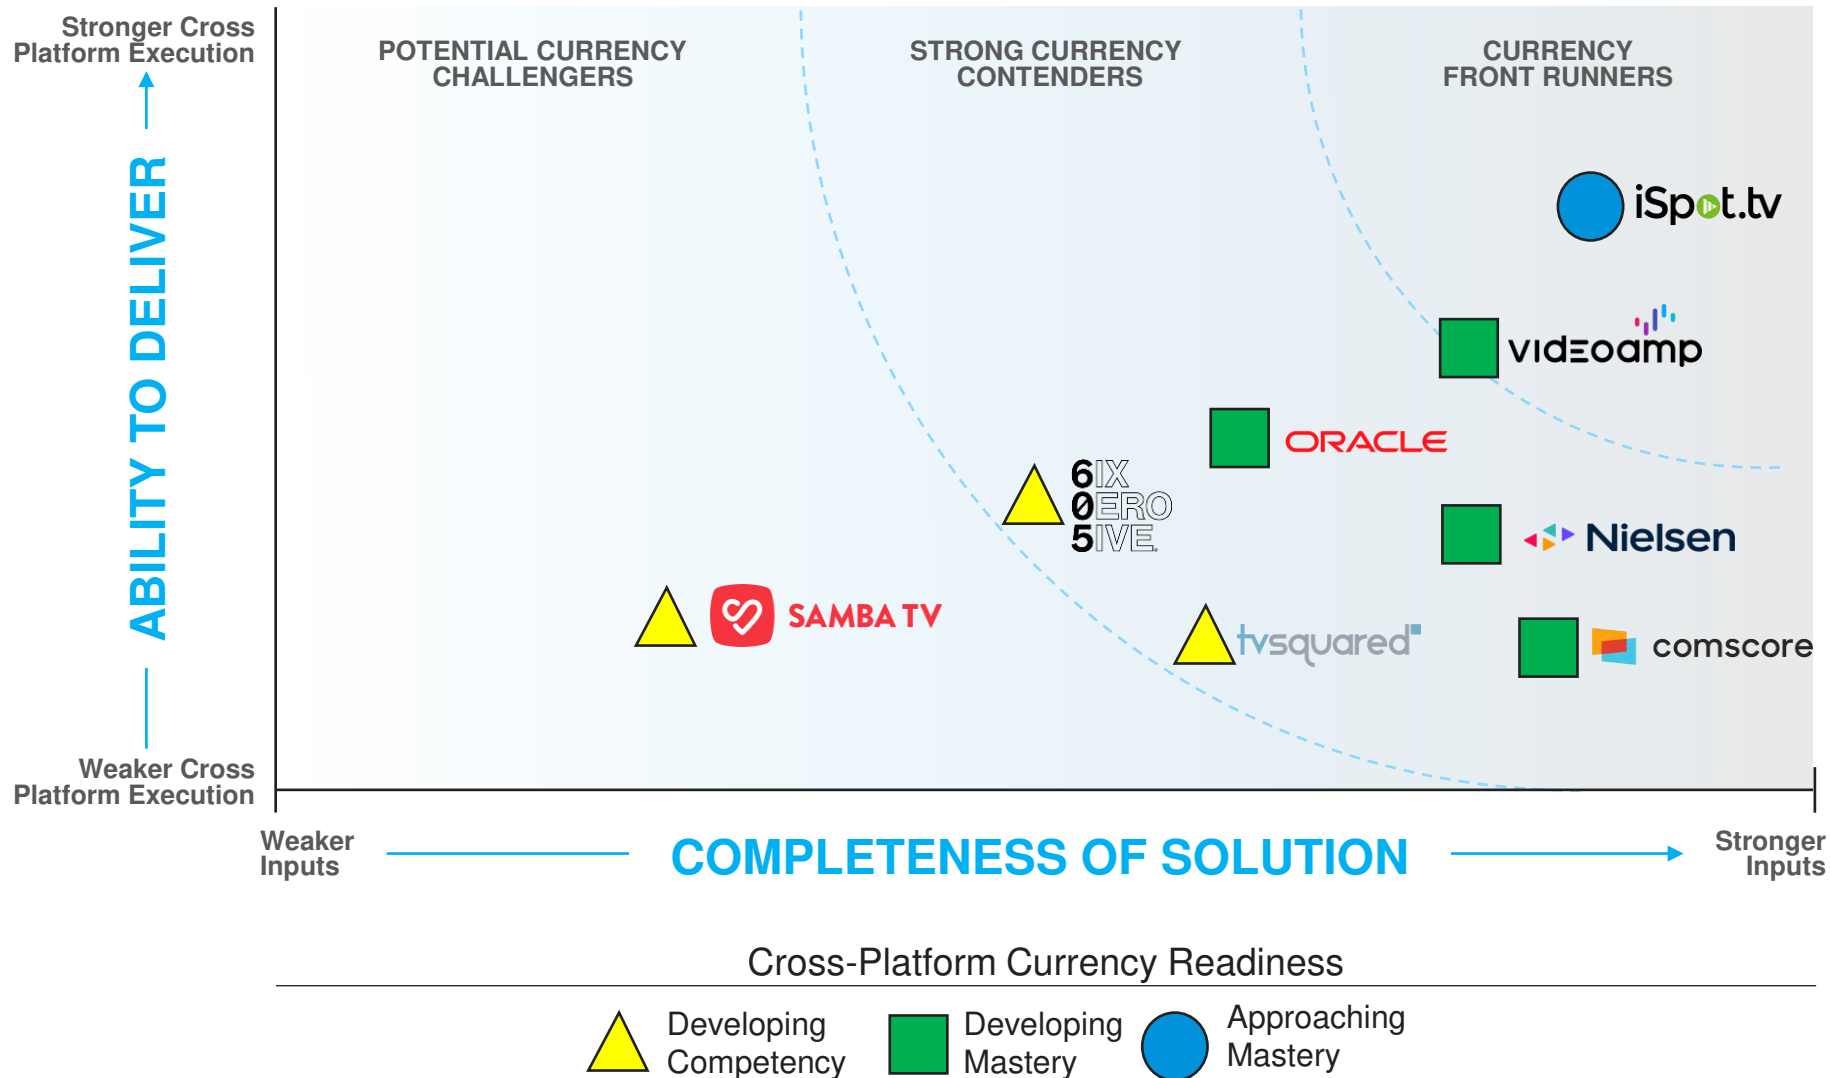 Stronger Cross
Platform Execution
POTENTIAL CURRENCY
CHALLENGERS
STRONG CURRENCY
CONTENDERS
CURRENCY
FRONT RUNNERS
ABILITY TO DELIVER
iSpot.tv
VIDEOAMP
ORACLE
6IX
0ERO
5IVE.
Nielsen
SAMBA TV
tvsquared
comscore
Weaker Cross
Platform Execution
Weaker
Inputs
COMPLETENESS OF SOLUTION
Stronger
Inputs
Cross-Platform Currency Readiness
Developing
Competency
Developing
Mastery
Approaching
Mastery